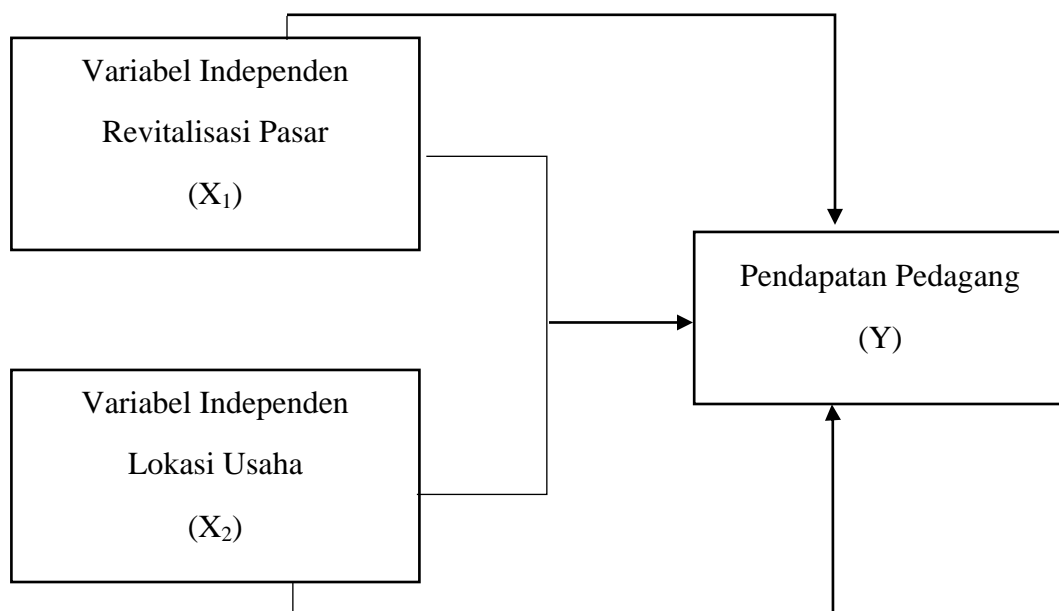 Variabel Independen
Revitalisasi Pasar
(X₁)
Pendapatan Pedagang
(Y)
Variabel Independen
Lokasi Usaha
(X₂)